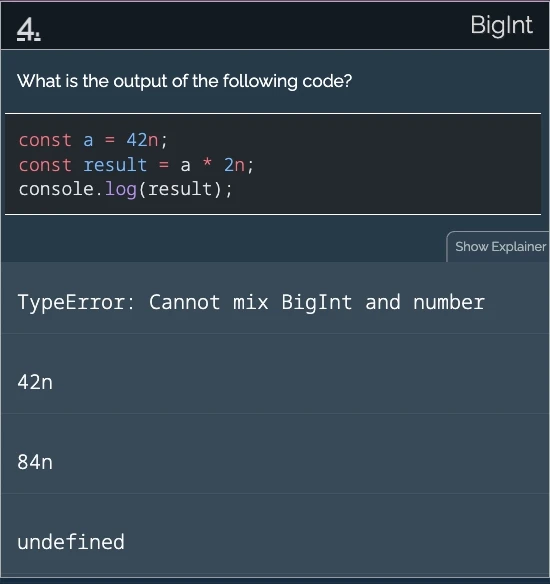 4.
BigInt
What is the output of the following code?
const a = 42n;
const result = a * 2n;
console.log(result);
Show Explainer
TypeError: Cannot mix BigInt and number
42n
84n
undefined